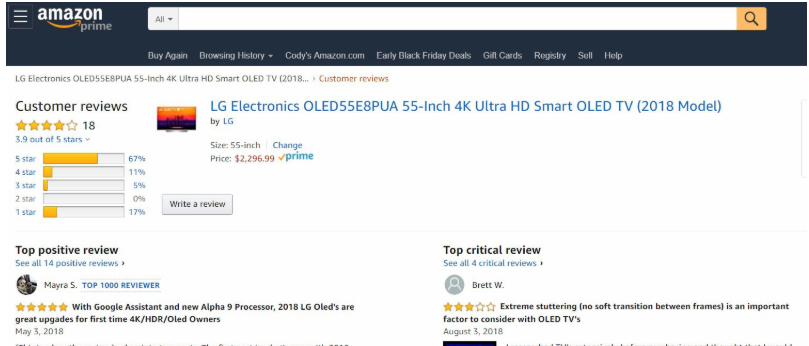 amazon
prime
All
Buy Again Browsing History Cody's Amazon.com Early Black Friday Deals Gift Cards Registry Sell Help
LG Electronics OLED55E8PUA 55-Inch 4K Ultra HD Smart OLED TV (2018... › Customer reviews
Customer reviews
18
3.9 out of 5 stars
5 star 67%
4 star 11%
3 star 5%
2 star 0%
1 star 17%
LG Electronics OLED55E8PUA 55-Inch 4K Ultra HD Smart OLED TV (2018 Model)
by LG
Size: 55-inch | Change
Price: $2,296.99 prime
Write a review
Top positive review
See all 14 positive reviews ›
Mayra S. TOP 1000 REVIEWER
With Google Assistant and new Alpha 9 Processor, 2018 LG Oled's are
great upgades for first time 4K/HDR/Oled Owners
May 3, 2018
Top critical review
See all 4 critical reviews ›
Brett W.
Extreme stuttering (no soft transition between frames) is an important
factor to consider with OLED TV's
August 3, 2018